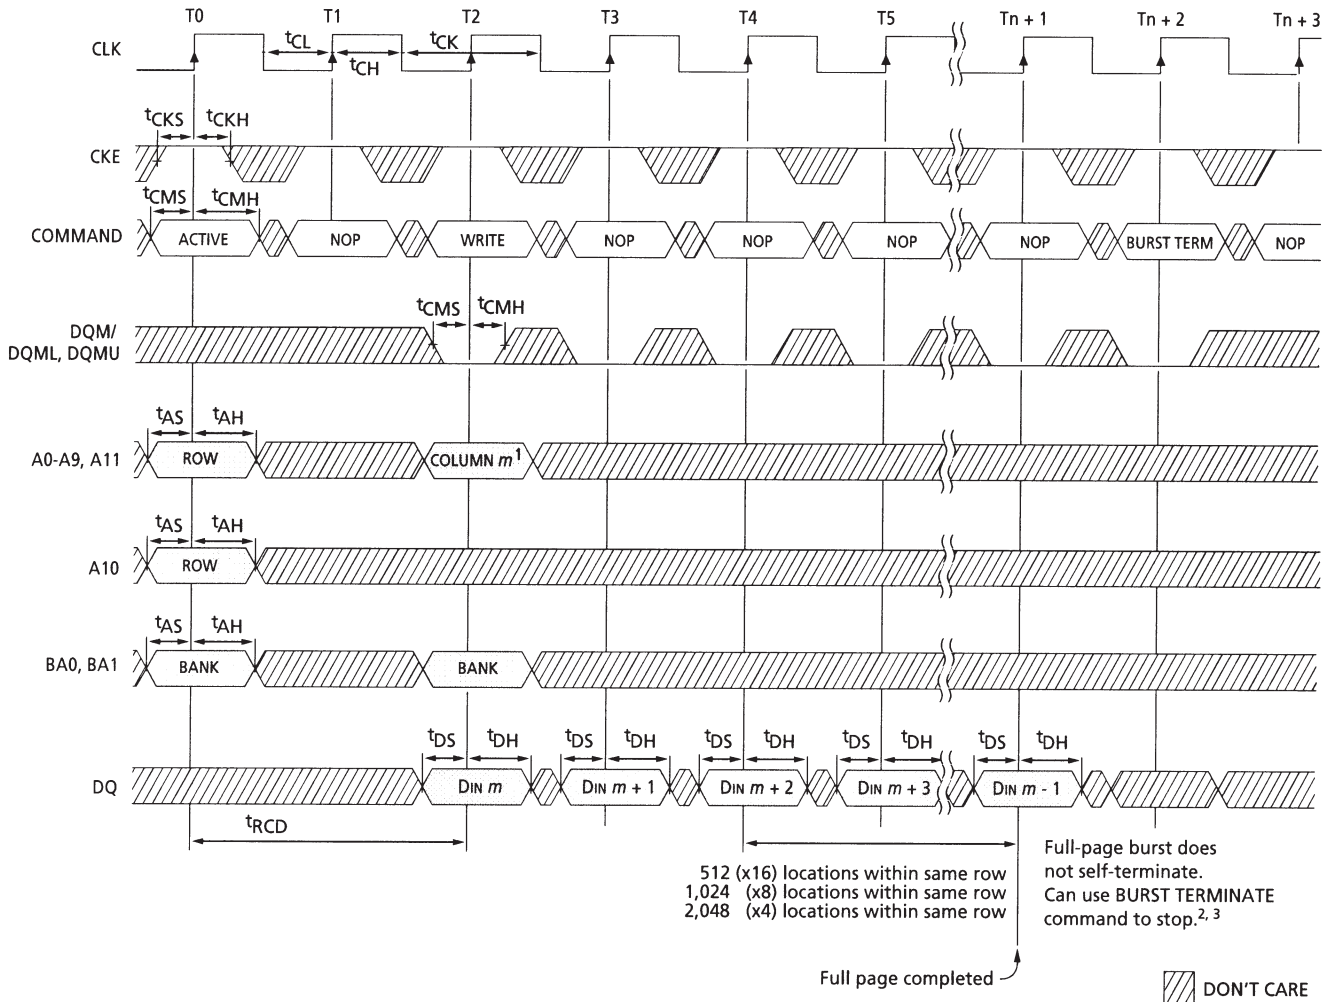 T0 T1 T2 T3 T4 T5 Tn + 1 Tn + 2 Tn + 3
CLK
tCL tCK
tCH
tCKS tCKH
CKE
tCMS tCMH
COMMAND ACTIVE NOP WRITE NOP NOP NOP NOP BURST TERM NOP
tCMS tCMH
DQM/
DQML, DQMU
tAS tAH
A0-A9, A11 ROW COLUMN m1
tAS tAH
A10 ROW
tAS tAH
BA0, BA1 BANK BANK
tDS tDH tDS tDH tDS tDH tDS tDH tDS tDH
DQ DIN m DIN m + 1 DIN m + 2 DIN m + 3 DIN m - 1
tRCD
512 (x16) locations within same row
1,024 (x8) locations within same row
2,048 (x4) locations within same row
Full-page burst does
not self-terminate.
Can use BURST TERMINATE
command to stop.2, 3
Full page completed
DON'T CARE